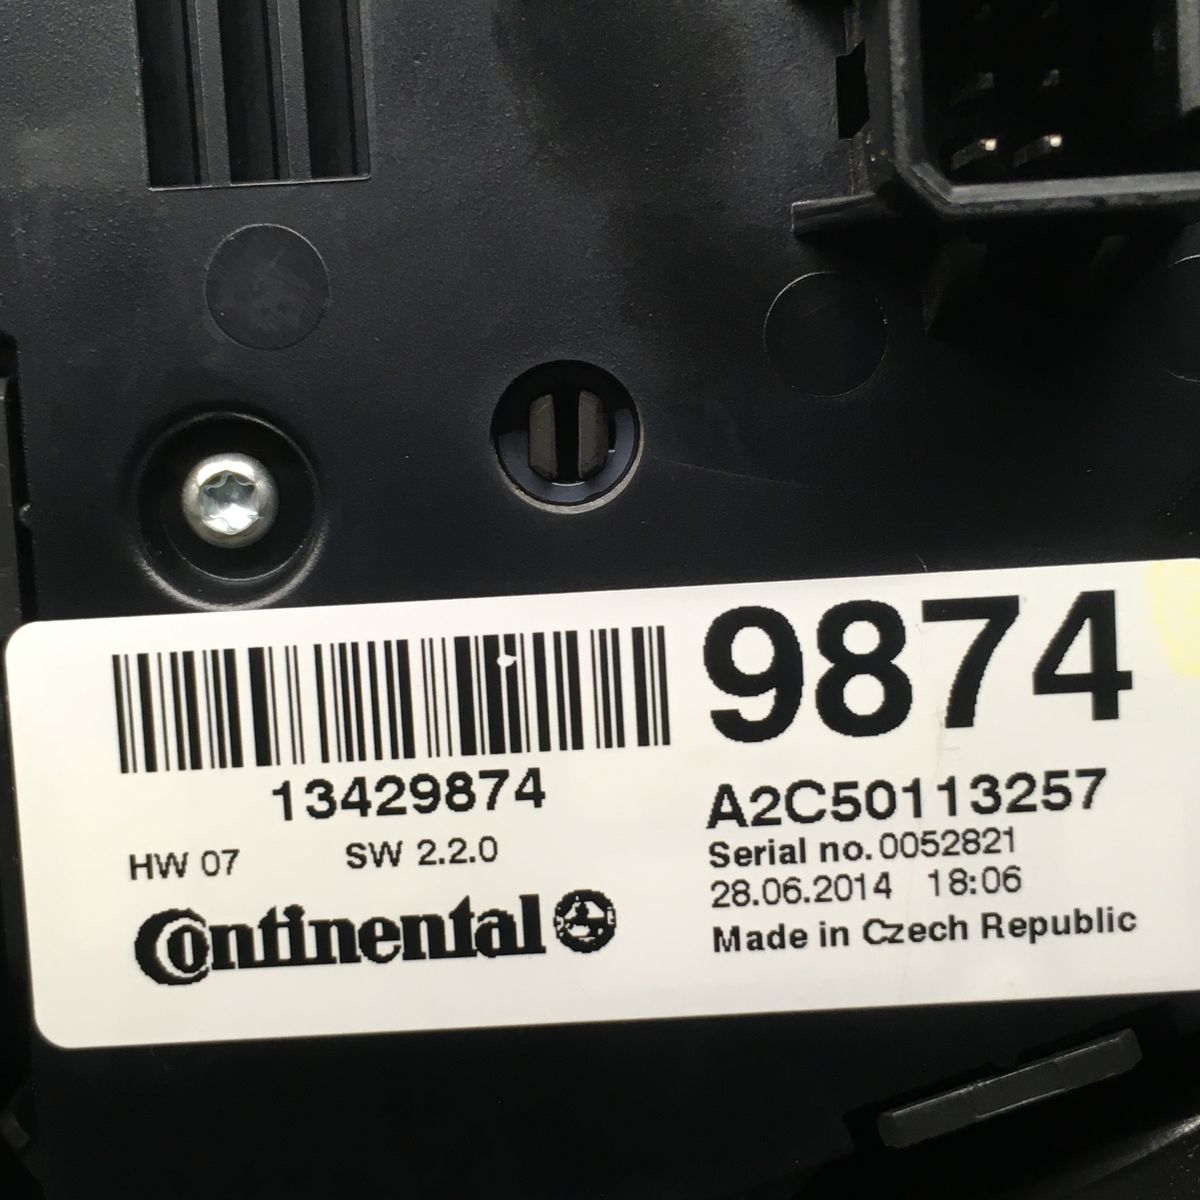 9874
13429874
HW 07 SW 2.2.0
Continental
A2C50113257
Serial no. 0052821
28.06.2014 18:06
Made in Czech Republic